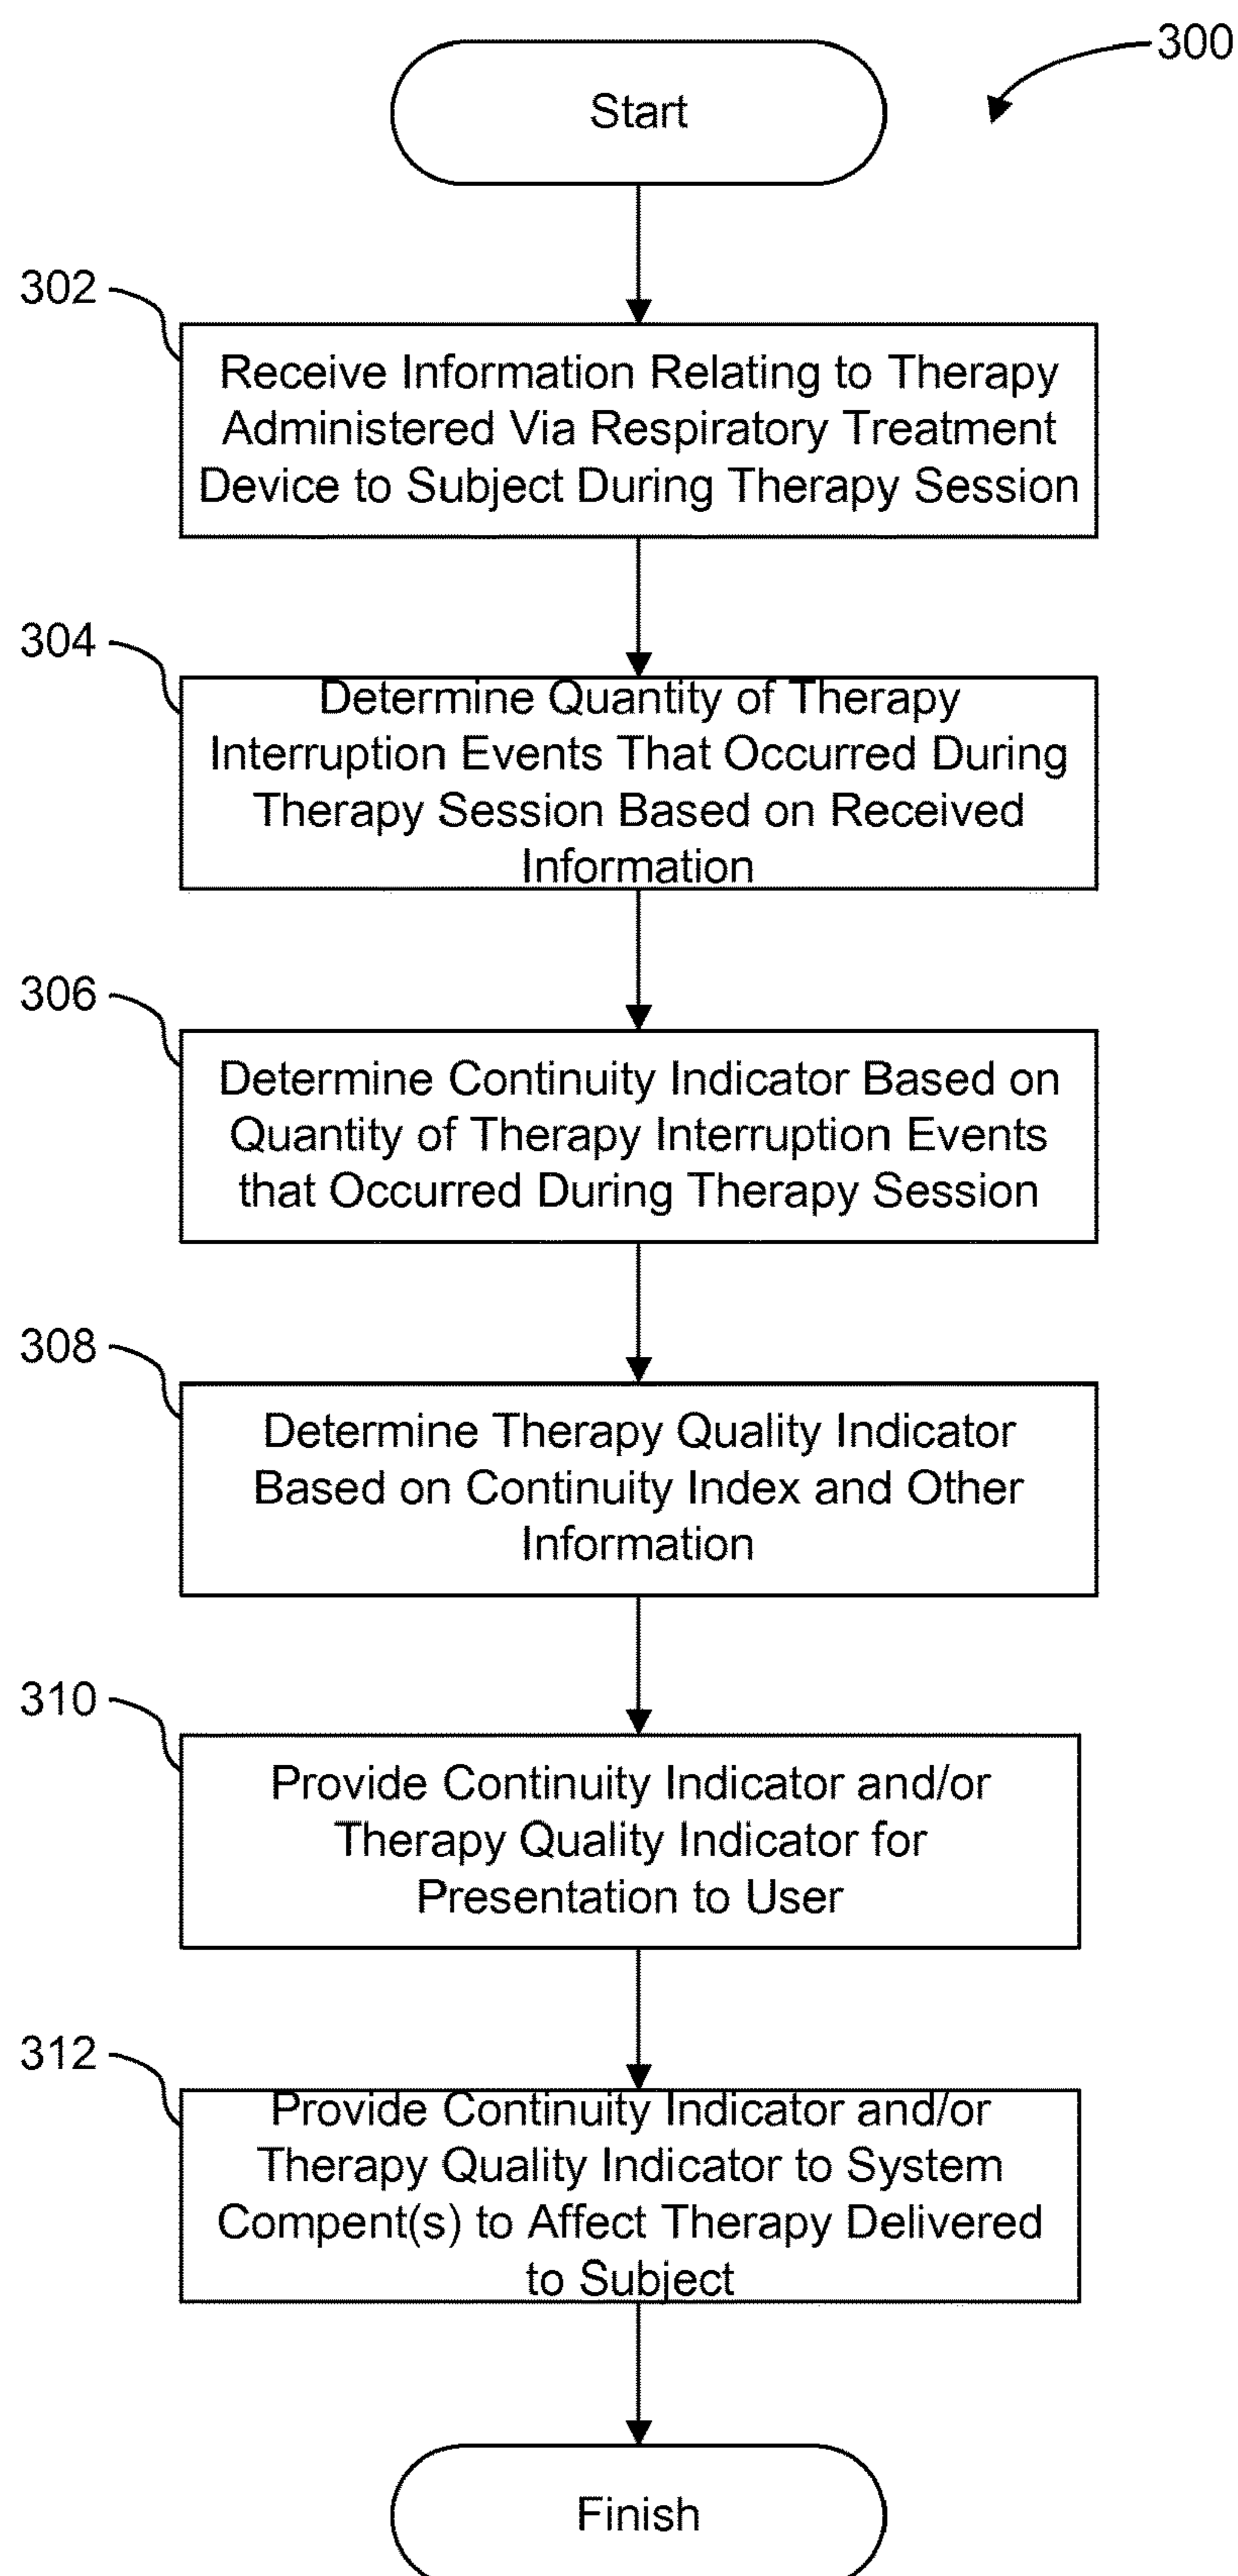 300
Start
302
Receive Information Relating to Therapy
Administered Via Respiratory Treatment
Device to Subject During Therapy Session
304
Determine Quantity of Therapy
Interruption Events That Occurred During
Therapy Session Based on Received
Information
306
Determine Continuity Indicator Based on
Quantity of Therapy Interruption Events
that Occurred During Therapy Session
308
Determine Therapy Quality Indicator
Based on Continuity Index and Other
Information
310
Provide Continuity Indicator and/or
Therapy Quality Indicator for
Presentation to User
312
Provide Continuity Indicator and/or
Therapy Quality Indicator to System
Compent(s) to Affect Therapy Delivered
to Subject
Finish